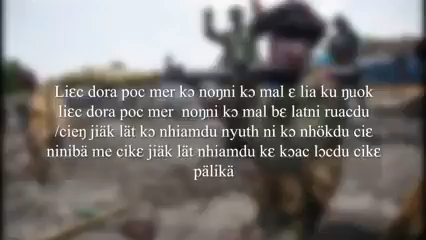 Liɛc dora poc mer kɔ noŋni kɔ mal ɛ lia ku ŋuok
liɛc dora poc mer noŋni kɔ mal bɛ latni ruacdu
/cieŋ jiäk lät kɔ nhiamdu nyuth ni kɔ nhökdu ciɛ
ninibä me cikɛ jiäk lät nhiamdu kɛ kɔac lɔcdu cikɛ
pälikä